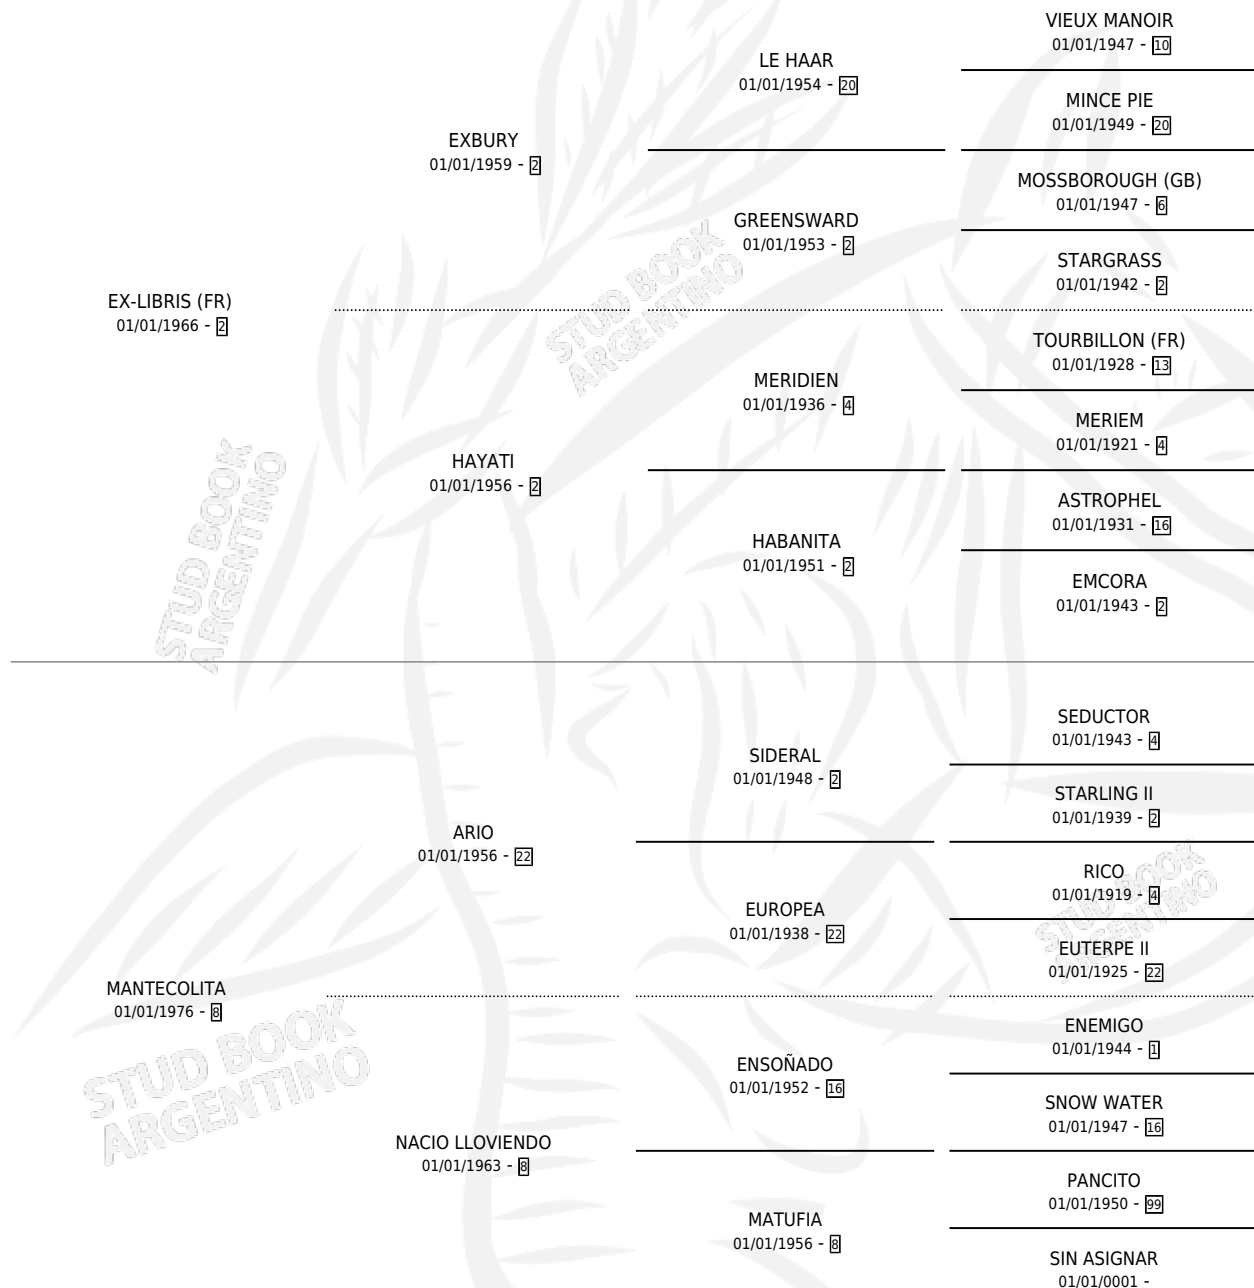 VIEUX MANOIR
01/01/1947 - 10
LE HAAR
01/01/1954 - 20
MINCE PIE
01/01/1949 - 20
EXBURY
01/01/1959 - 2
MOSSBOROUGH (GB)
01/01/1947 - 6
GREENSWARD
01/01/1953 - 2
STARGRASS
01/01/1942 - 2
EX-LIBRIS (FR)
01/01/1966 - 2
TOURBILLON (FR)
01/01/1928 - 13
MERIDIEN
01/01/1936 - 4
MERIEM
01/01/1921 - 4
HAYATI
01/01/1956 - 2
ASTROPHEL
01/01/1931 - 16
HABANITA
01/01/1951 - 2
EMCORA
01/01/1943 - 2
SEDUCTOR
01/01/1943 - 4
SIDERAL
01/01/1948 - 2
STARLING II
01/01/1939 - 2
ARIO
01/01/1956 - 22
RICO
01/01/1919 - 4
EUROPEA
01/01/1938 - 22
EUTERPE II
01/01/1925 - 22
MANTECOLITA
01/01/1976 - 8
ENEMIGO
01/01/1944 - 1
ENSOÑADO
01/01/1952 - 16
SNOW WATER
01/01/1947 - 16
NACIO LLOVIENDO
01/01/1963 - 8
PANCITO
01/01/1950 - 99
MATUFIA
01/01/1956 - 8
SIN ASIGNAR
01/01/0001 -
STUD BOOK
ARGENTINO
STUD BOOK
ARGENTINO
STUD BOOK
ARGENTINO
STUD BOOK
ARGENTINO